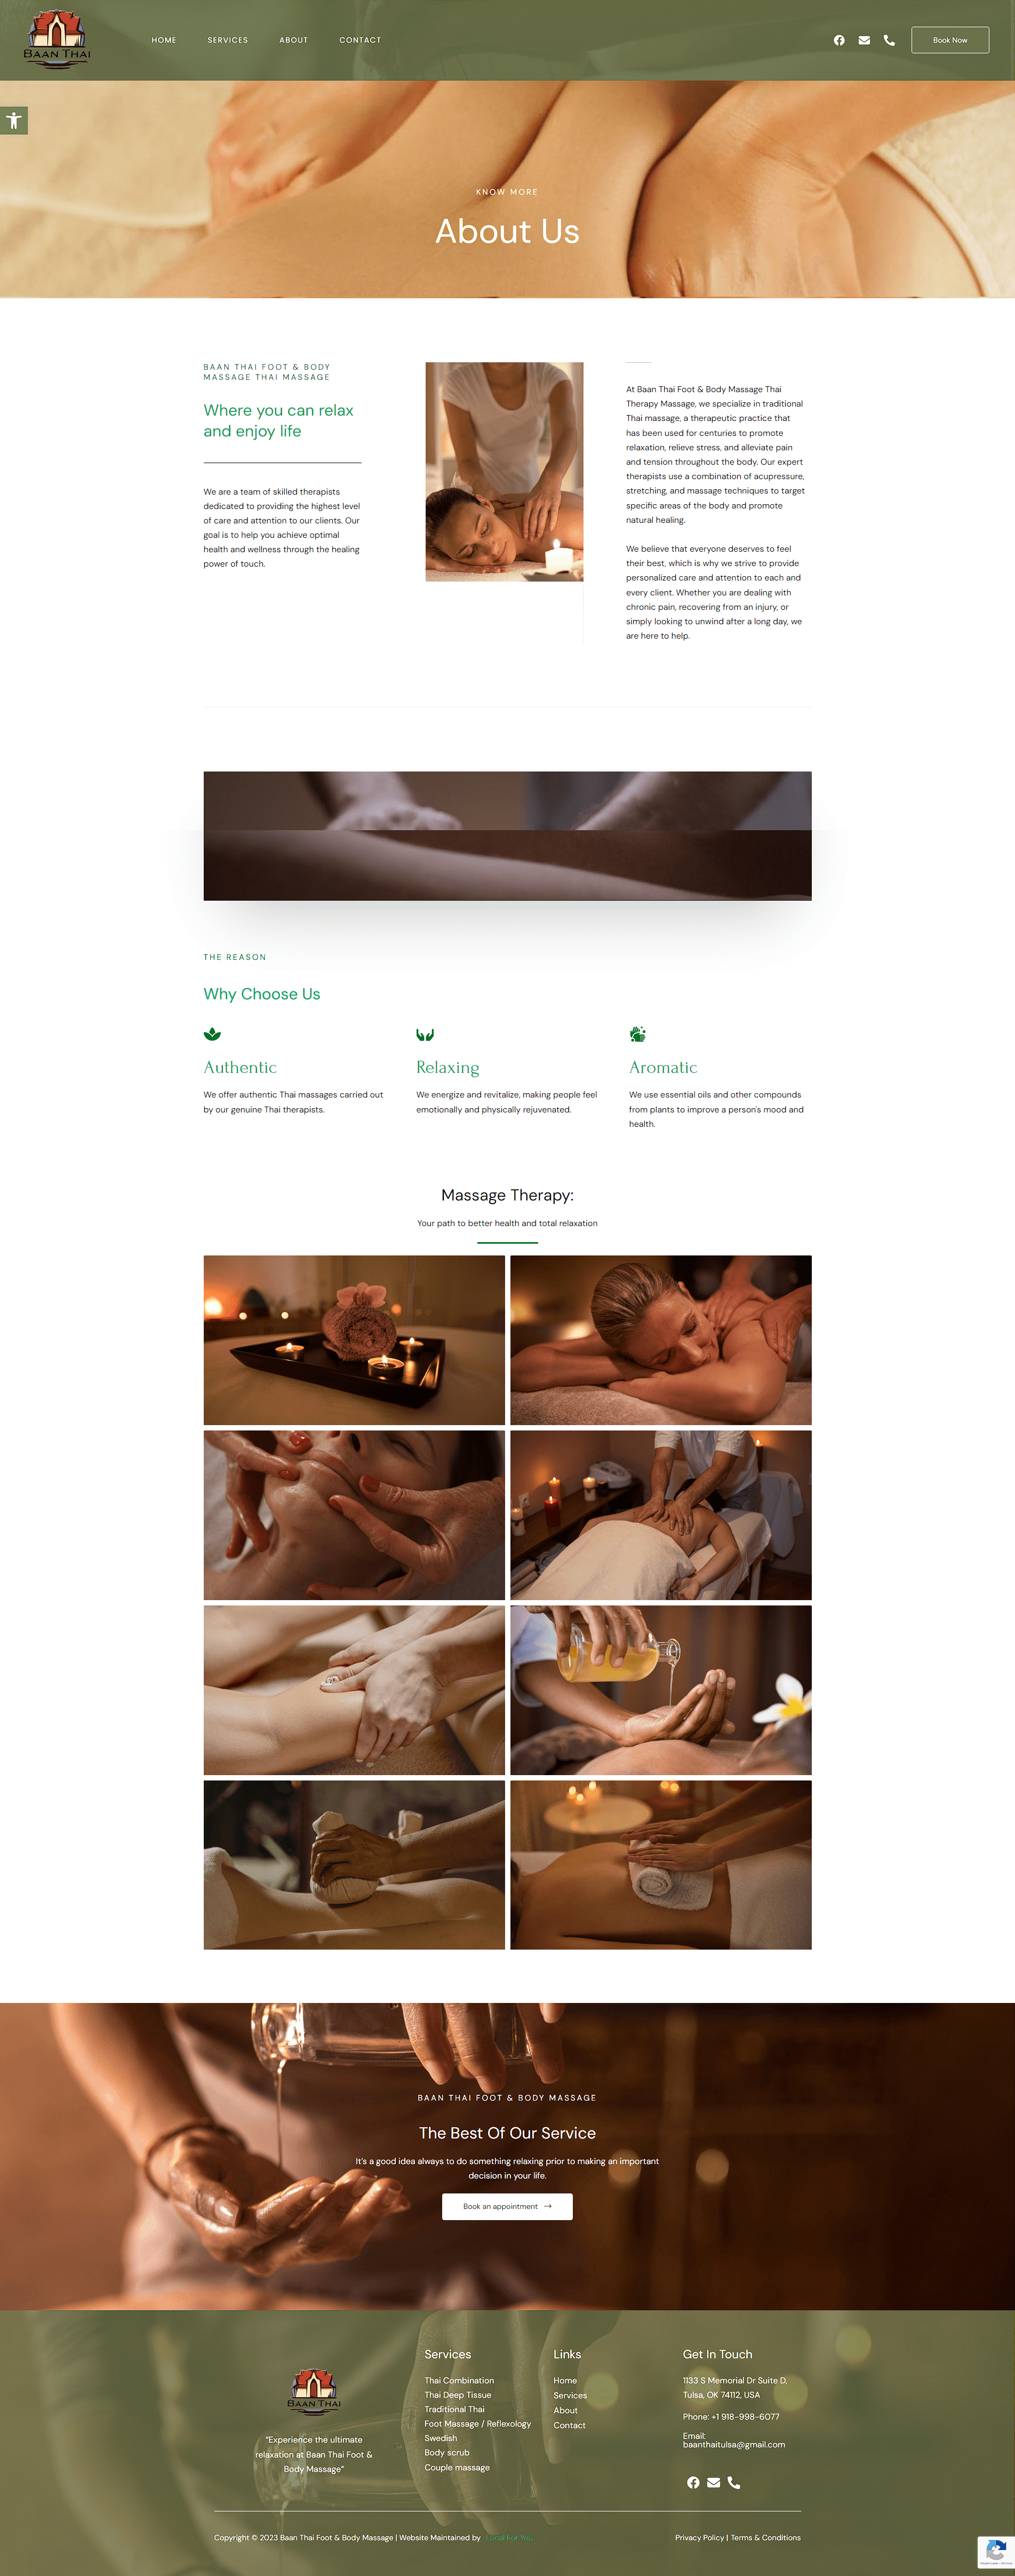 BAAN THAI
HOME
SERVICES
ABOUT
CONTACT
Book Now
KNOW MORE
About Us
BAAN THAI FOOT & BODY
MASSAGE THAI MASSAGE
Where you can relax
and enjoy life
We are a team of skilled therapists
dedicated to providing the highest level
of care and attention to our clients. Our
goal is to help you achieve optimal
health and wellness through the healing
power of touch.
At Baan Thai Foot & Body Massage Thai
Therapy Massage, we specialize in traditional
Thai massage, a therapeutic practice that
has been used for centuries to promote
relaxation, relieve stress, and alleviate pain
and tension throughout the body. Our expert
therapists use a combination of acupressure,
stretching, and massage techniques to target
specific areas of the body and promote
natural healing.
We believe that everyone deserves to feel
their best, which is why we strive to provide
personalized care and attention to each and
every client. Whether you are dealing with
chronic pain, recovering from an injury, or
simply looking to unwind after a long day, we
are here to help.
THE REASON
Why Choose Us
Authentic
We offer authentic Thai massages carried out
by our genuine Thai therapists.
Relaxing
We energize and revitalize, making people feel
emotionally and physically rejuvenated.
Aromatic
We use essential oils and other compounds
from plants to improve a person's mood and
health.
Massage Therapy:
Your path to better health and total relaxation
BAAN THAI FOOT & BODY MASSAGE
The Best Of Our Service
It's a good idea always to do something relaxing prior to making an important
decision in your life.
Book an appointment →
BAAN THAI
"Experience the ultimate
relaxation at Baan Thai Foot &
Body Massage"
Services
Thai Combination
Thai Deep Tissue
Traditional Thai
Foot Massage / Reflexology
Swedish
Body scrub
Couple massage
Links
Home
Services
About
Contact
Get In Touch
1133 S Memorial Dr Suite D,
Tulsa, OK 74112, USA
Phone: +1 918-998-6077
Email:
baanthaitulsa@gmail.com
Copyright © 2023 Baan Thai Foot & Body Massage | Website Maintained by Local For You
Privacy Policy | Terms & Conditions